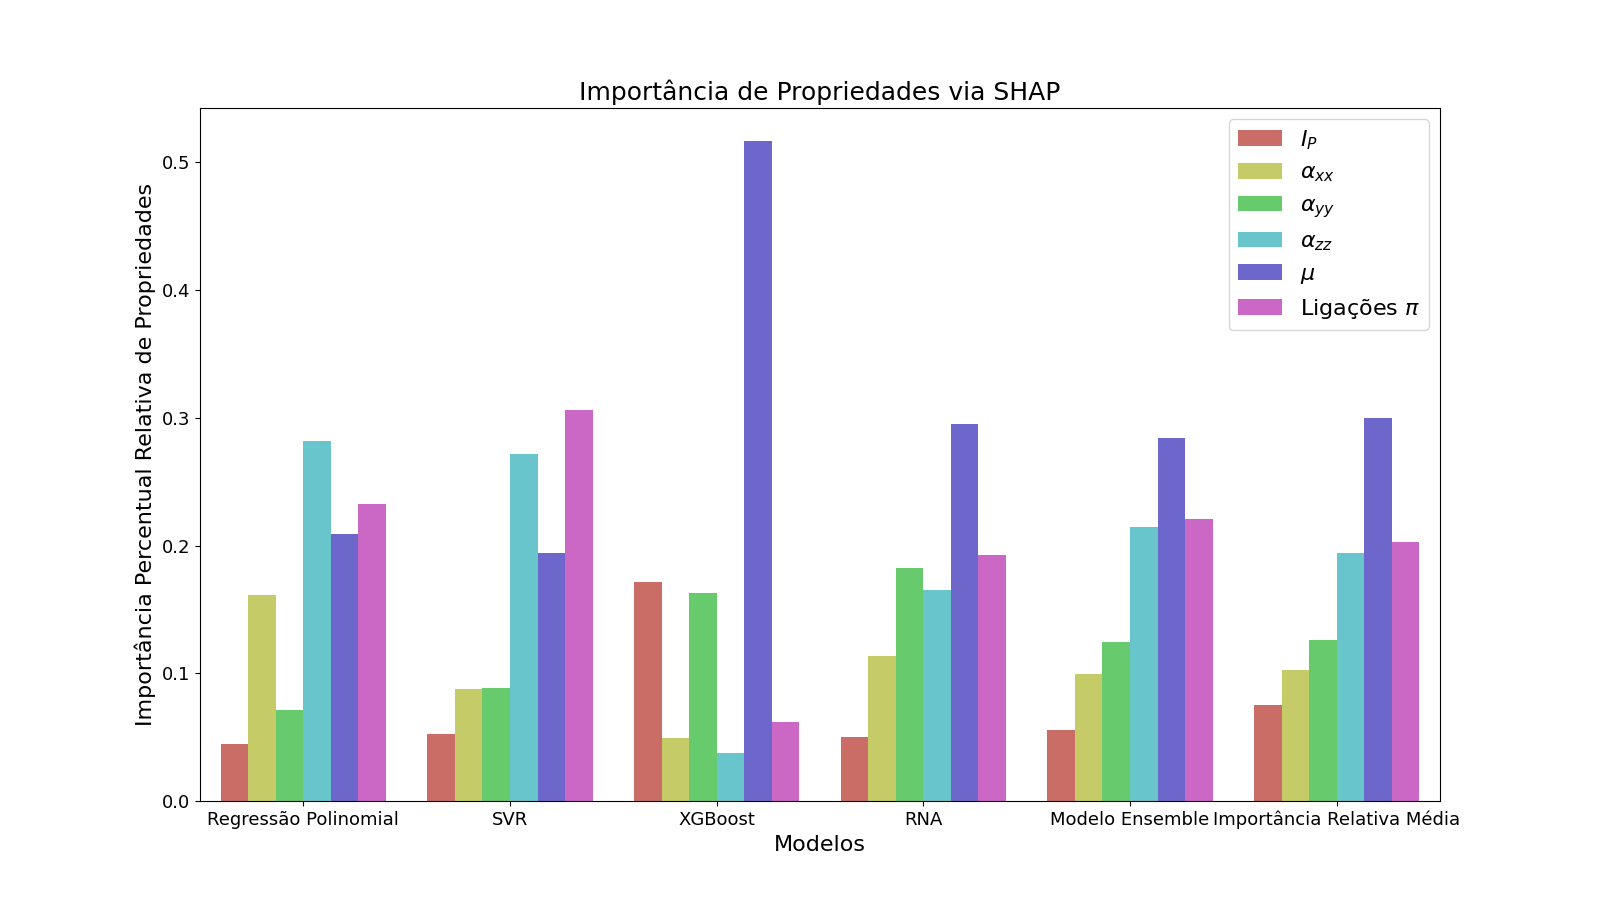 Importância de Propriedades via SHAP
Importância Percentual Relativa de Propriedades
0.5
0.4
0.3
0.2
0.1
0.0
I_P
α_xx
α_yy
α_zz
μ
Ligações π
Regressão Polinomial
SVR
XGBoost
RNA
Modelo Ensemble
Importância Relativa Média
Modelos